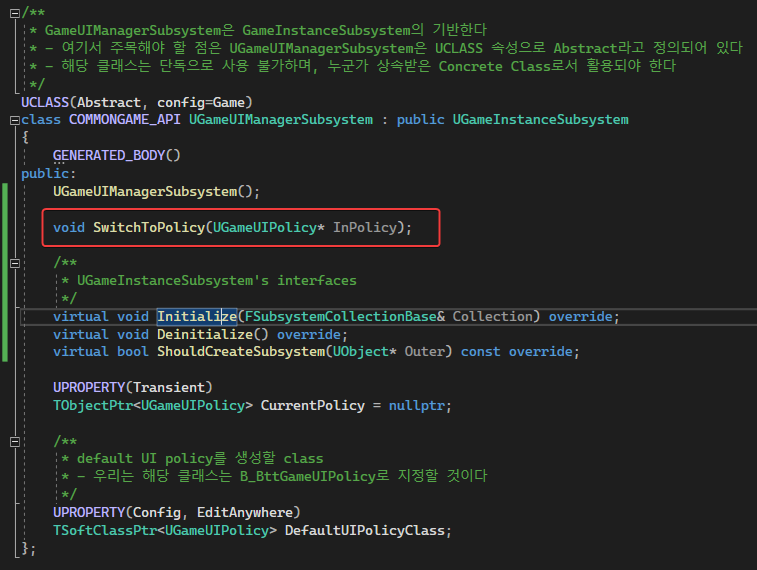 /**
* GameUIManagerSubsystem은 GameInstanceSubsystem의 기반한다
* - 여기서 주목해야 할 점은 UGameUIManagerSubsystem은 UCLASS 속성으로 Abstract라고 정의되어 있다
* - 해당 클래스는 단독으로 사용 불가하며, 누군가 상속받은 Concrete Class로서 활용되야 한다
*/
UCLASS(Abstract, config=Game)
class COMMONGAME_API UGameUIManagerSubsystem : public UGameInstanceSubsystem
{
GENERATED_BODY()
public:
UGameUIManagerSubsystem();
void SwitchToPolicy(UGameUIPolicy* InPolicy);
/**
* UGameInstanceSubsystem's interfaces
*/
virtual void Initialize(FSubsystemCollectionBase& Collection) override;
virtual void Deinitialize() override;
virtual bool ShouldCreateSubsystem(UObject* Outer) const override;
UPROPERTY(Transient)
TObjectPtr<UGameUIPolicy> CurrentPolicy = nullptr;
/**
* default UI policy를 생성할 class
* - 우리는 해당 클래스는 B_BttGameUIPolicy로 지정할 것이다
*/
UPROPERTY(Config, EditAnywhere)
TSoftClassPtr<UGameUIPolicy> DefaultUIPolicyClass;
};